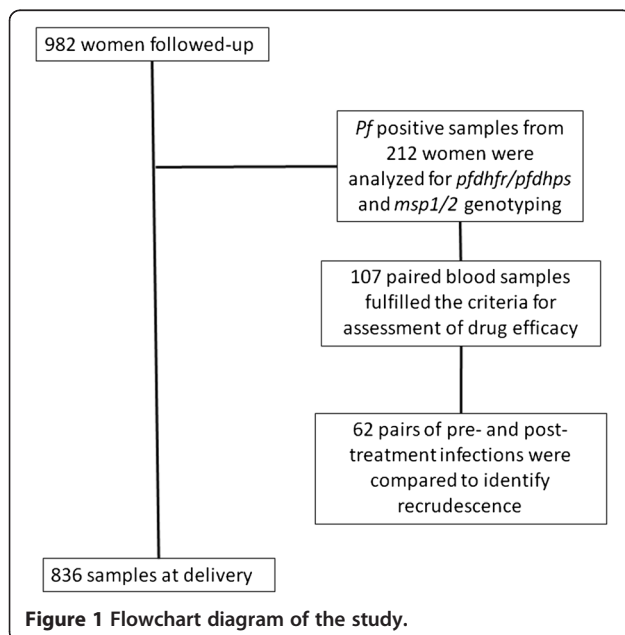 982 women followed-up
Pf positive samples from
212 women were
analyzed for pfdhfr/pfdhps
and msp1/2 genotyping
107 paired blood samples
fulfilled the criteria for
assessment of drug efficacy
62 pairs of pre- and post-
treatment infections were
compared to identify
recrudescence
836 samples at delivery
Figure 1 Flowchart diagram of the study.